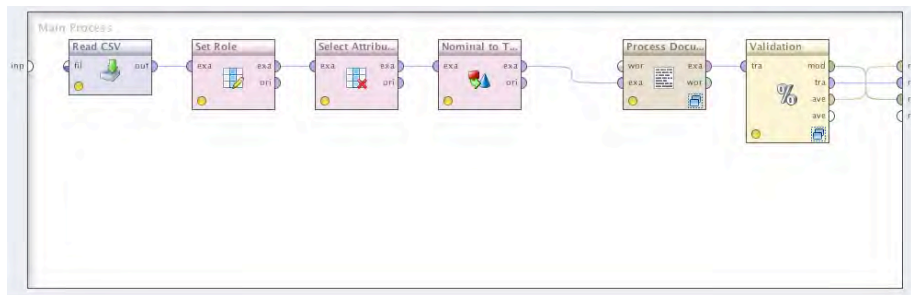 Main Process
Read CSV
Set Role
Select Attribu...
Nominal to T...
Process Docu...
Validation
inp
fil
out
exa
exa
ori
exa
exa
ori
exa
exa
ori
wor
exa
exa
wor
tra
mod
tra
ave
ave
%